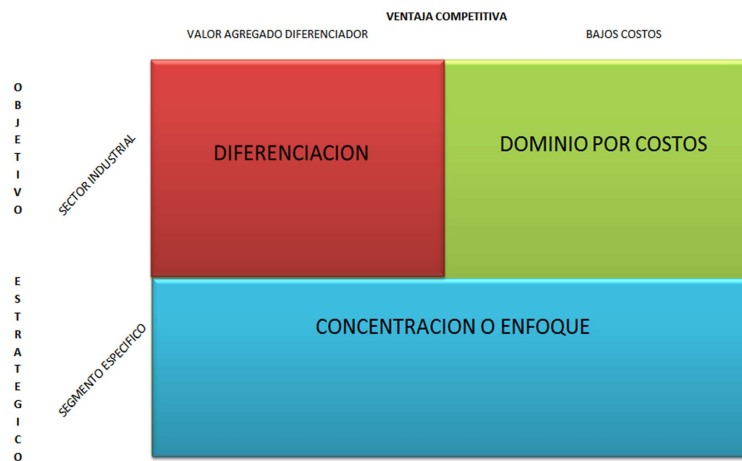 VENTAJA COMPETITIVA
VALOR AGREGADO DIFERENCIADOR
BAJOS COSTOS
OBJETIVO
SECTOR INDUSTRIAL
DIFERENCIACION
DOMINIO POR COSTOS
ESTRATEGICO
SEGMENTO ESPECIFICO
CONCENTRACION O ENFOQUE